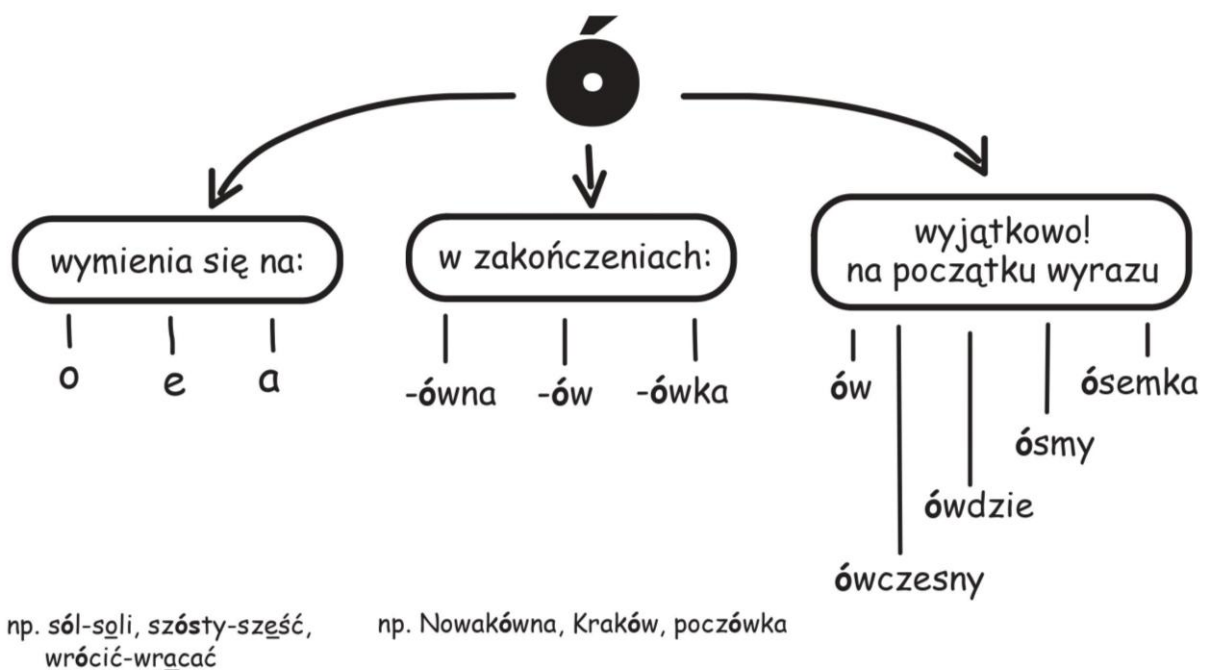 ó
wymienia się na:
o e a
np. sól-soli, szósty-sześć,
wrócić-wracać
w zakończeniach:
-ówna -ów -ówka
np. Nowakówna, Kraków, poczówka
wyjątkowo!
na początku wyrazu
ów
ówczesny
ówdzie
ósmy
ósemka